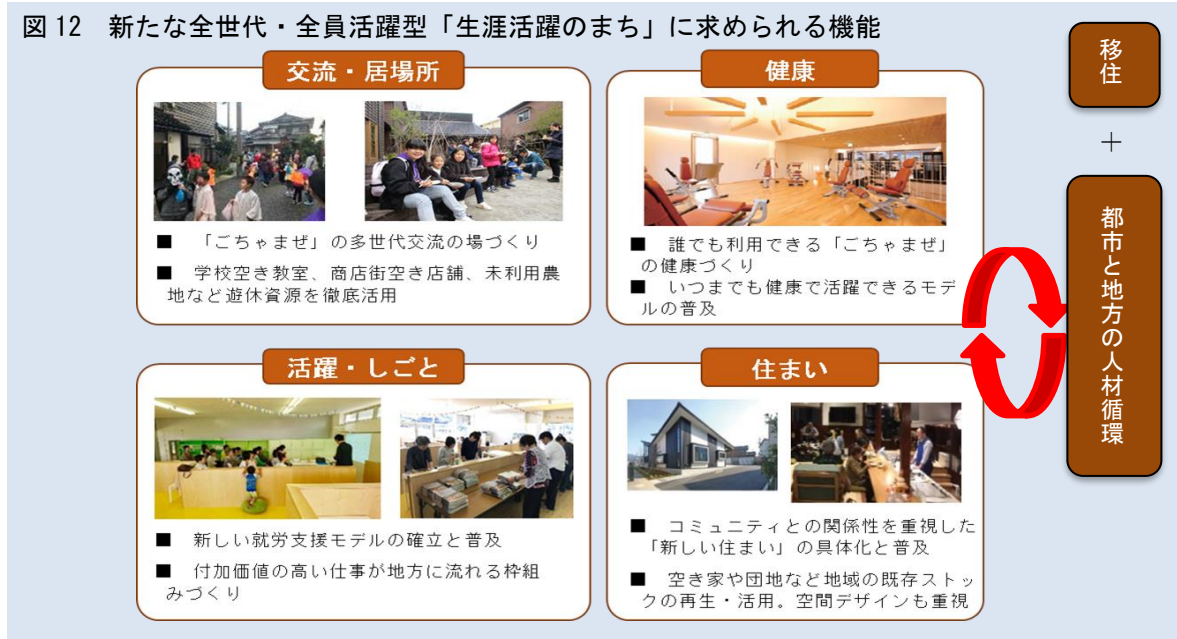 図12 新たな全世代・全員活躍型「生涯活躍のまち」に求められる機能
交流・居場所
■ 「ごちゃまぜ」の多世代交流の場づくり
■ 学校空き教室、商店街空き店舗、未利用農
地など遊休資源を徹底活用
健康
■ 誰でも利用できる「ごちゃまぜ」
の健康づくり
■ いつまでも健康で活躍できるモデ
ルの普及
活躍・しごと
■ 新しい就労支援モデルの確立と普及
■ 付加価値の高い仕事が地方に流れる枠組
みづくり
住まい
■ コミュニティとの関係性を重視した
「新しい住まい」の具体化と普及
■ 空き家や団地など地域の既存ストッ
クの再生・活用。空間デザインも重視
移住
+
都市と地方の人材循環